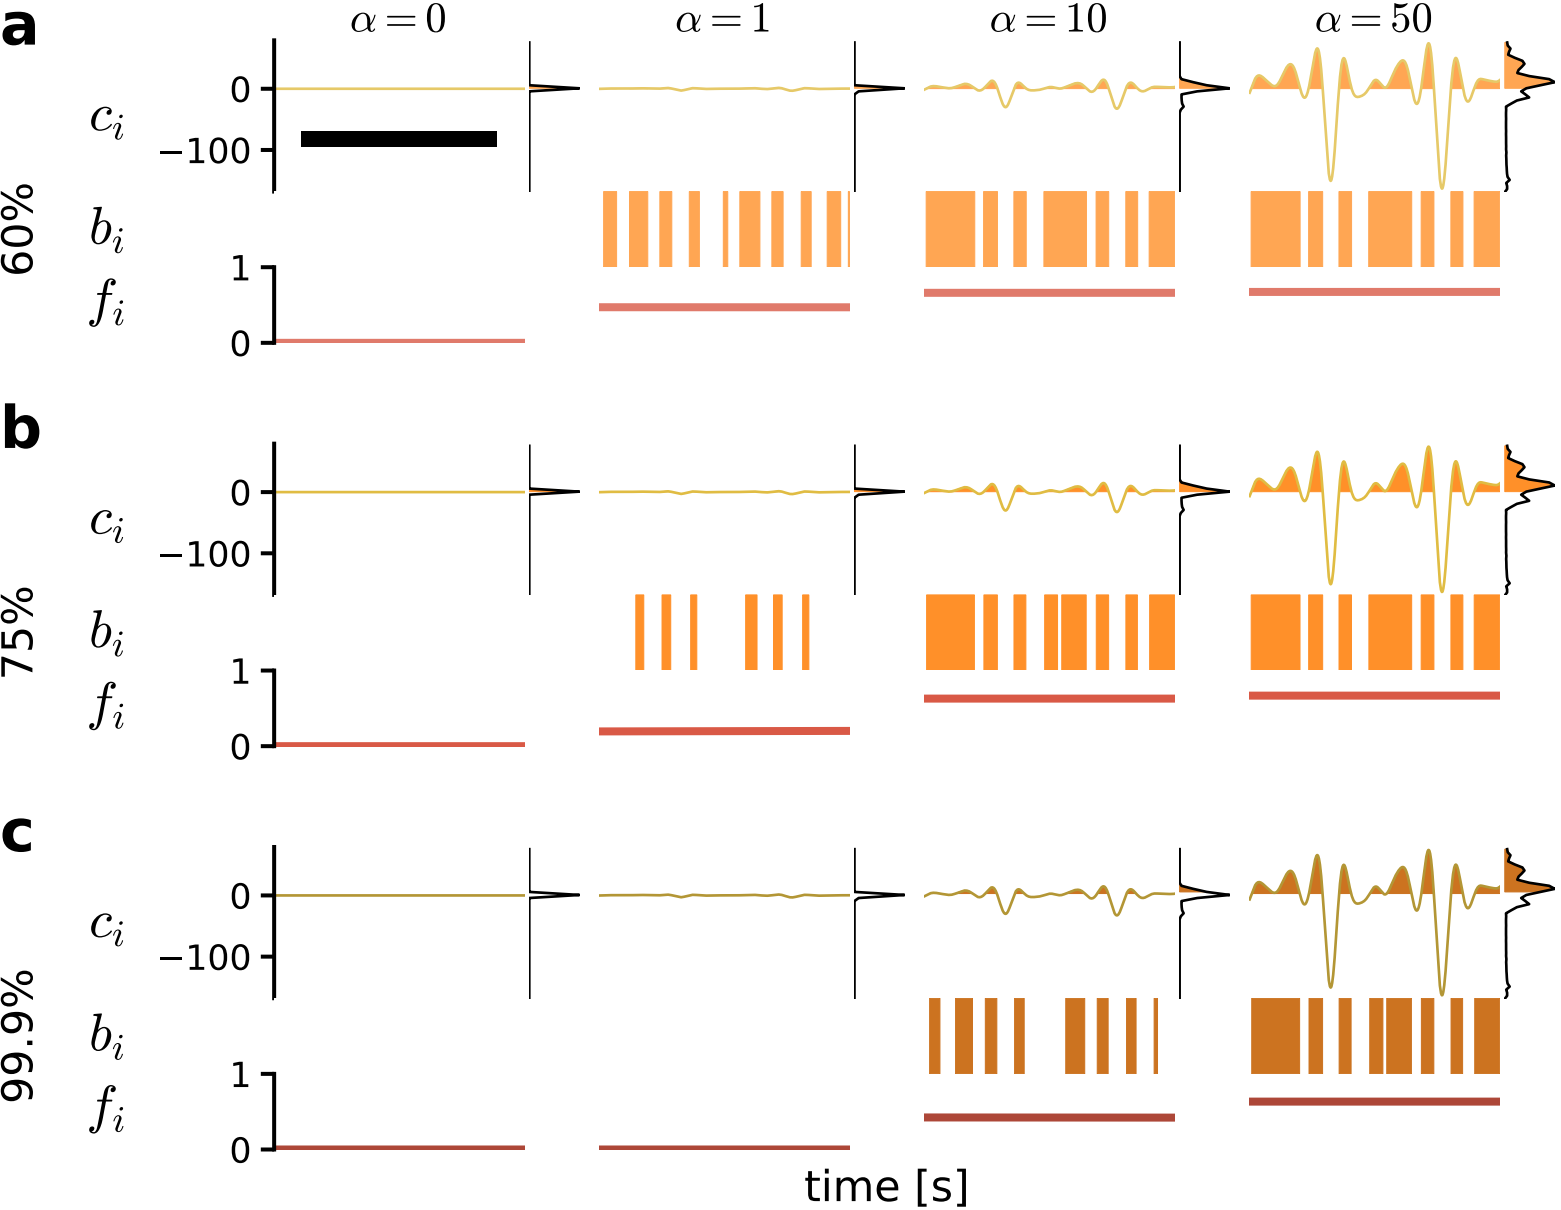 a
α = 0
α = 1
α = 10
α = 50
60%
c_i
0
−100
b_i
f_i
1
0
b
75%
c_i
0
−100
b_i
f_i
1
0
c
99.9%
c_i
0
−100
b_i
f_i
1
0
time [s]